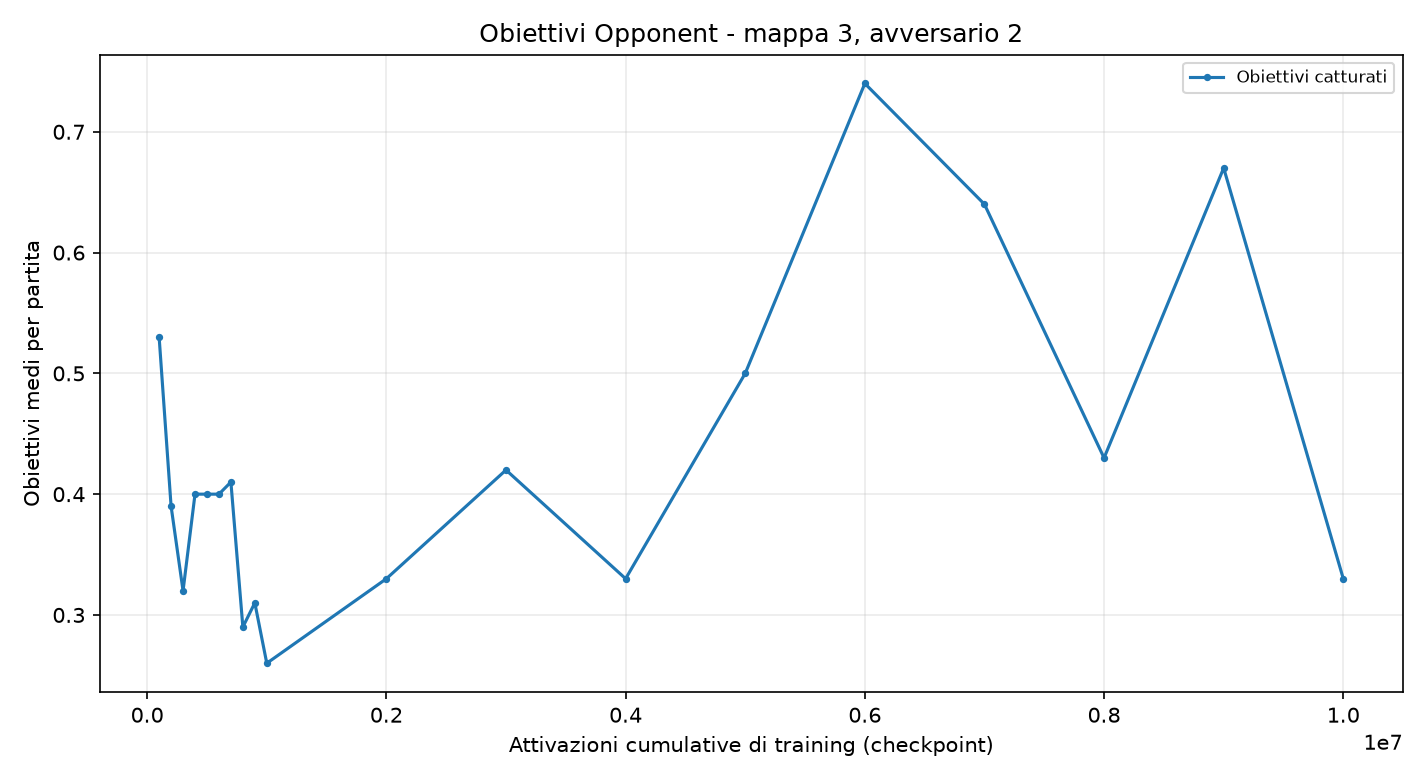 Obiettivi Opponent - mappa 3, avversario 2
Obiettivi catturati
Obiettivi medi per partita
0.7
0.6
0.5
0.4
0.3
0.0 0.2 0.4 0.6 0.8 1.0
1e7
Attivazioni cumulative di training (checkpoint)